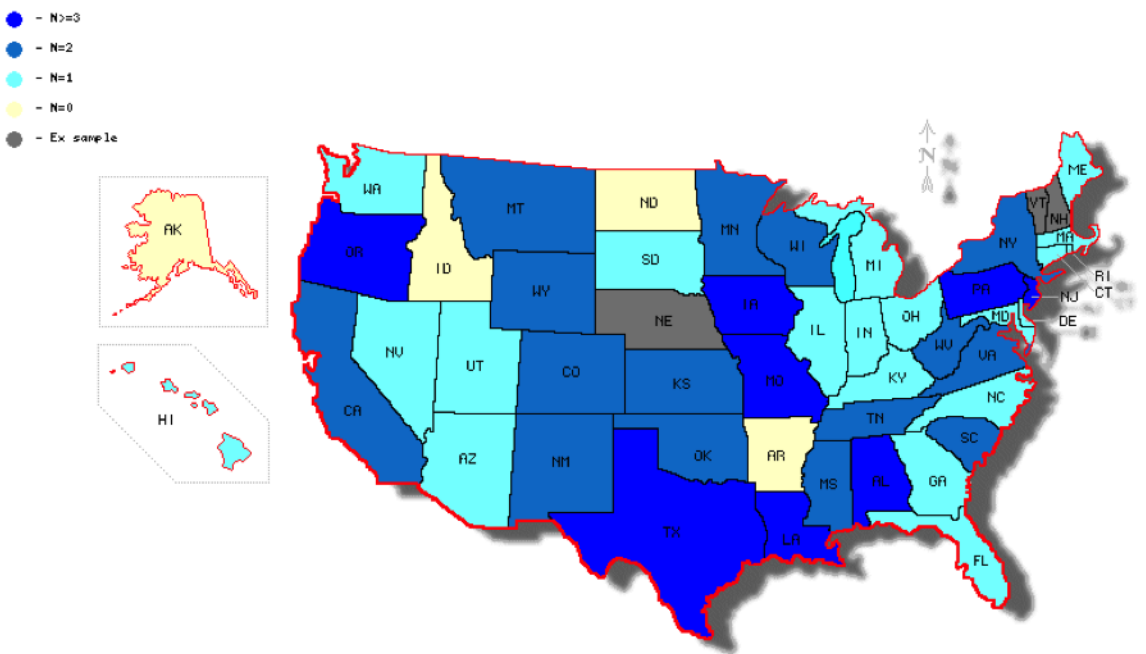 - N>=3
- N=2
- N=1
- N=0
- Ex sample
N
N
ME
WA
MT
ND
MN
VT
NH
AK
OR
ID
WI
NY
MA
SD
MI
RI
WY
PA
CT
IA
NJ
NE
OH
MD
DE
NV
UT
IL
IN
WV
VA
CO
KS
MO
KY
CA
NC
HI
TN
AZ
NM
OK
AR
SC
MS
AL
GA
TX
LA
FL